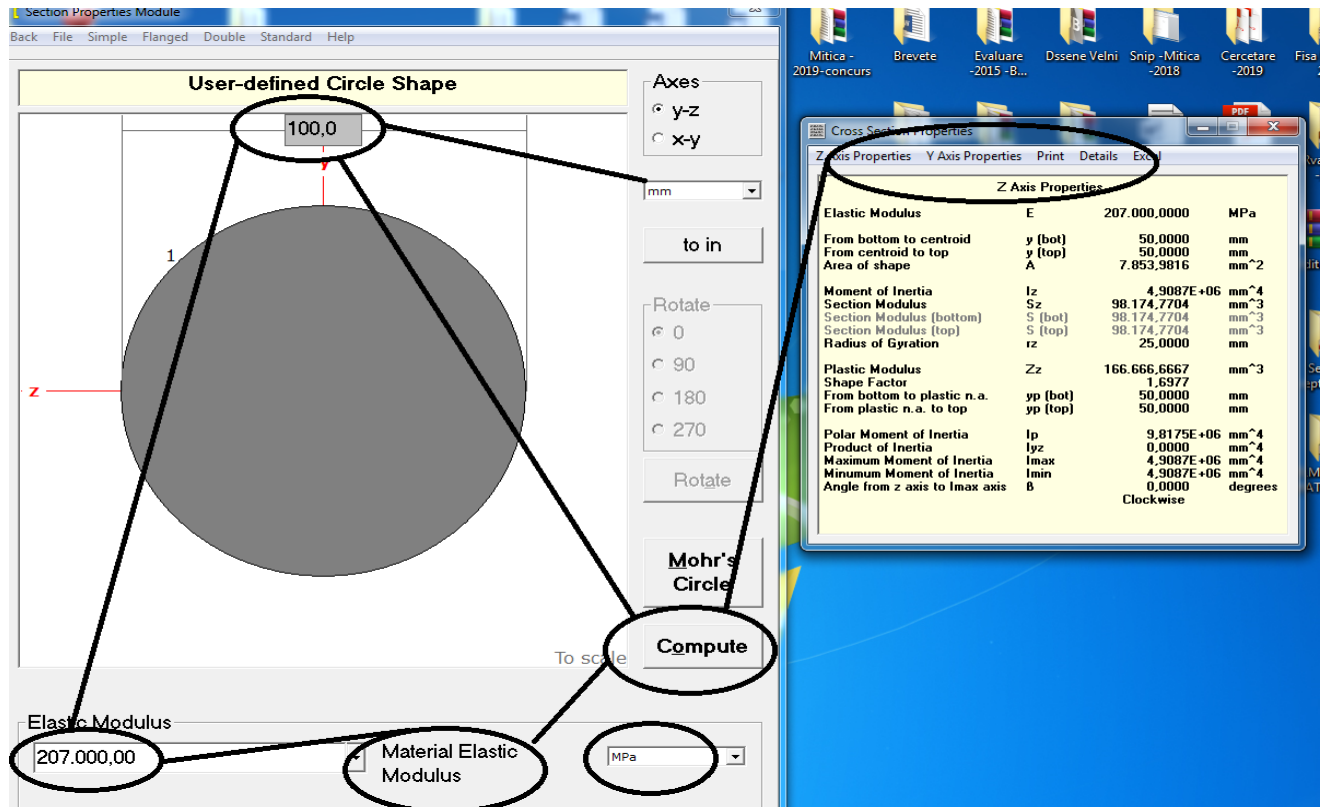 Section Properties Module
Back File Simple Flanged Double Standard Help
User-defined Circle Shape
100,0
y
1
z
To scale
Axes
y-z
x-y
mm
to in
Rotate
0
90
180
270
Rotate
Mohr's
Circle
Compute
Elastic Modulus
207.000,00
Material Elastic
Modulus
MPa
Mitica -
2019-concurs
Brevete
Evaluare
-2015 -B...
Dssene Velni
Snip -Mitica
-2018
Cercetare
-2019
Fisa
PDF
Cross Section Properties
Z Axis Properties Y Axis Properties Print Details Excel
Z Axis Properties
Elastic Modulus E 207.000,0000 MPa
From bottom to centroid y (bot) 50,0000 mm
From centroid to top y (top) 50,0000 mm
Area of shape A 7.853,9816 mm^2
Moment of Inertia Iz 4,9087E+06 mm^4
Section Modulus Sz 98.174,7704 mm^3
Section Modulus (bottom) S (bot) 98.174,7704 mm^3
Section Modulus (top) S (top) 98.174,7704 mm^3
Radius of Gyration rz 25,0000 mm
Plastic Modulus Zz 166.666,6667 mm^3
Shape Factor 1,6977
From bottom to plastic n.a. yp (bot) 50,0000 mm
From plastic n.a. to top yp (top) 50,0000 mm
Polar Moment of Inertia Ip 9,8175E+06 mm^4
Product of Inertia Iyz 0,0000 mm^4
Maximum Moment of Inertia Imax 4,9087E+06 mm^4
Minumum Moment of Inertia Imin 4,9087E+06 mm^4
Angle from z axis to Imax axis ß 0,0000 degrees
Clockwise